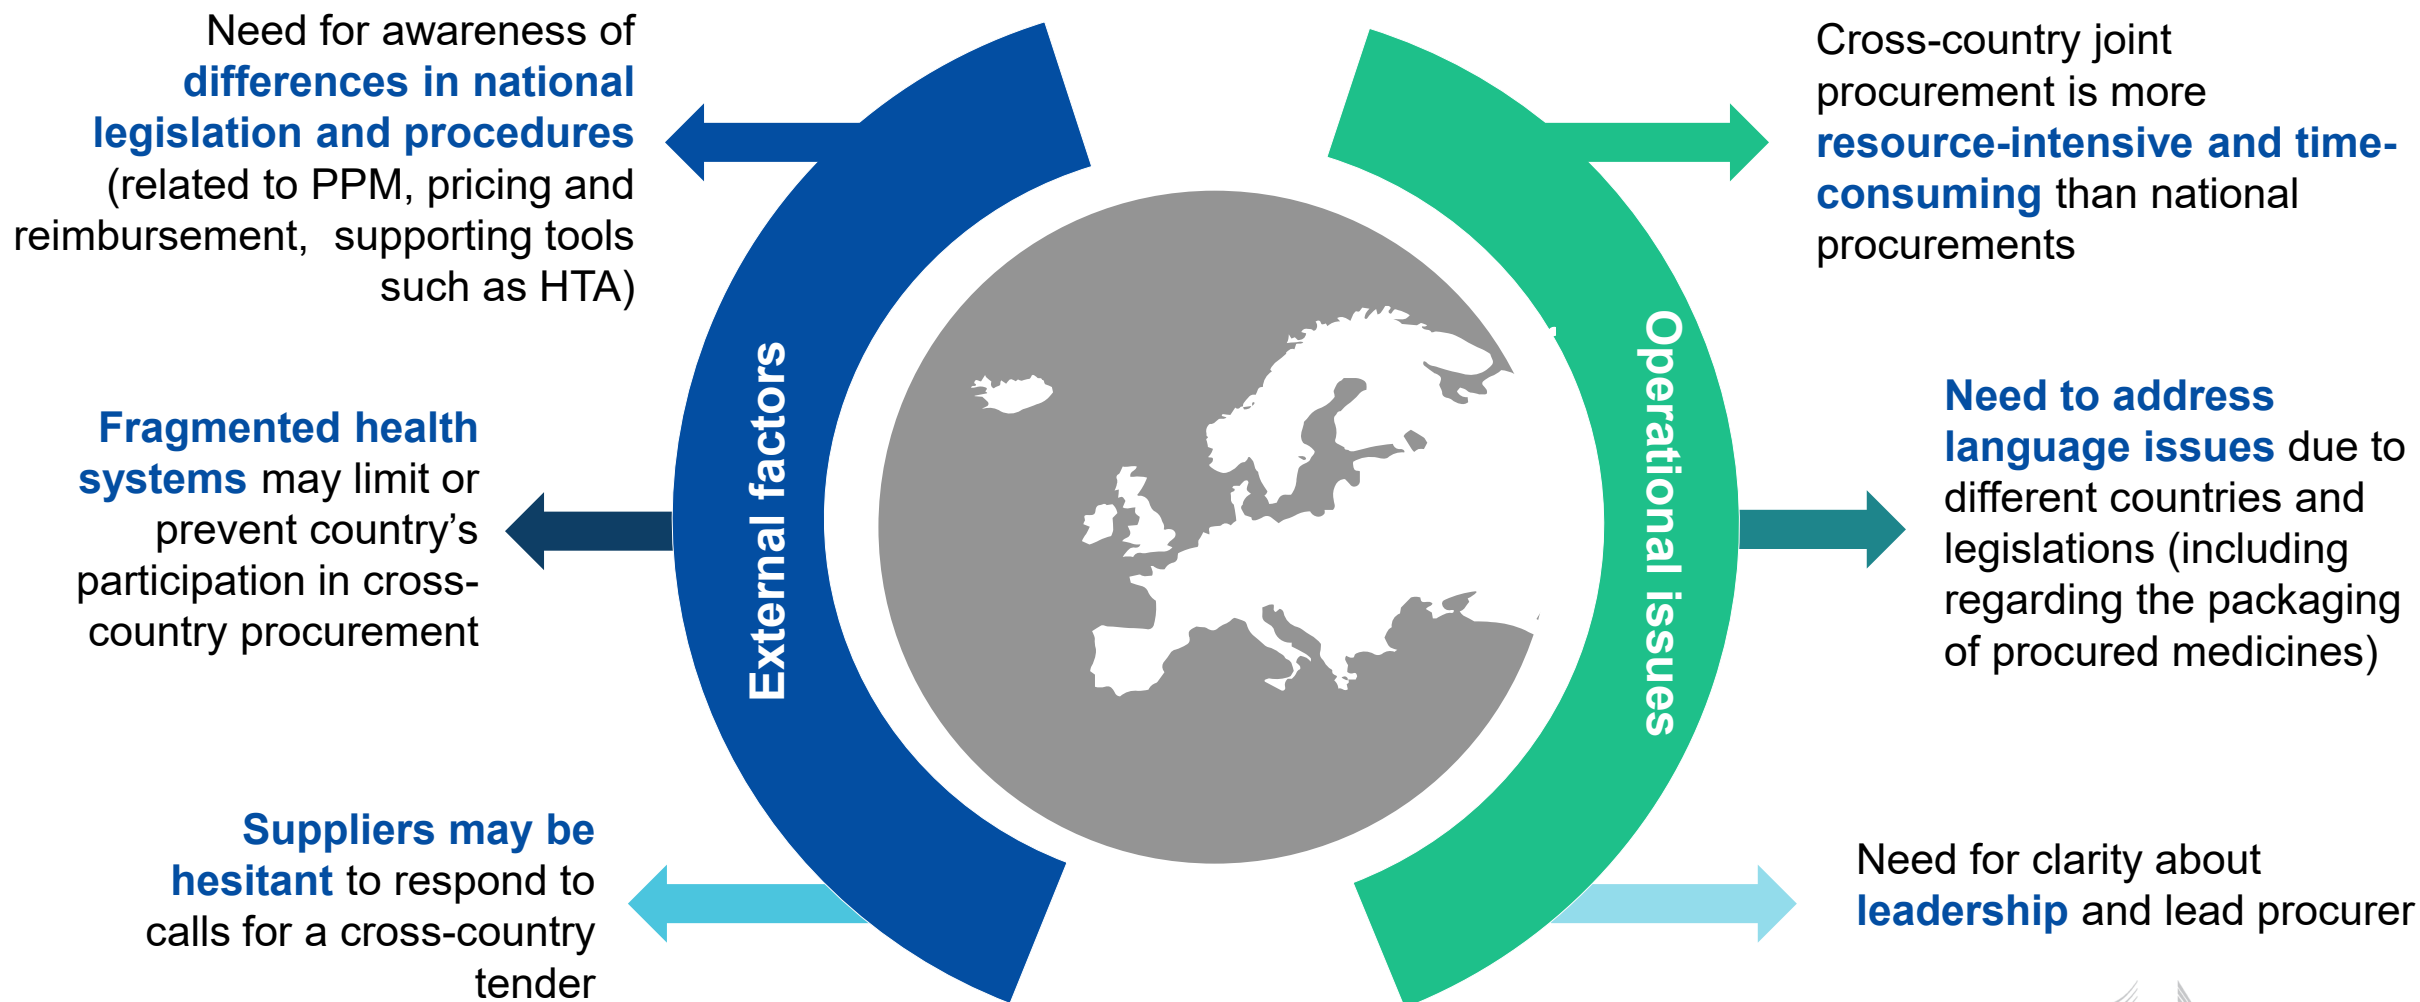 Need for awareness of
differences in national
legislation and procedures
(related to PPM, pricing and
reimbursement,  supporting tools
such as HTA)
Fragmented health
systems may limit or
prevent country’s
participation in cross-
country procurement
Suppliers may be
hesitant to respond to
calls for a cross-country
tender
External factors
Operational issues
Cross-country joint
procurement is more
resource-intensive and time-
consuming than national
procurements
Need to address
language issues due to
different countries and
legislations (including
regarding the packaging
of procured medicines)
Need for clarity about
leadership and lead procurer